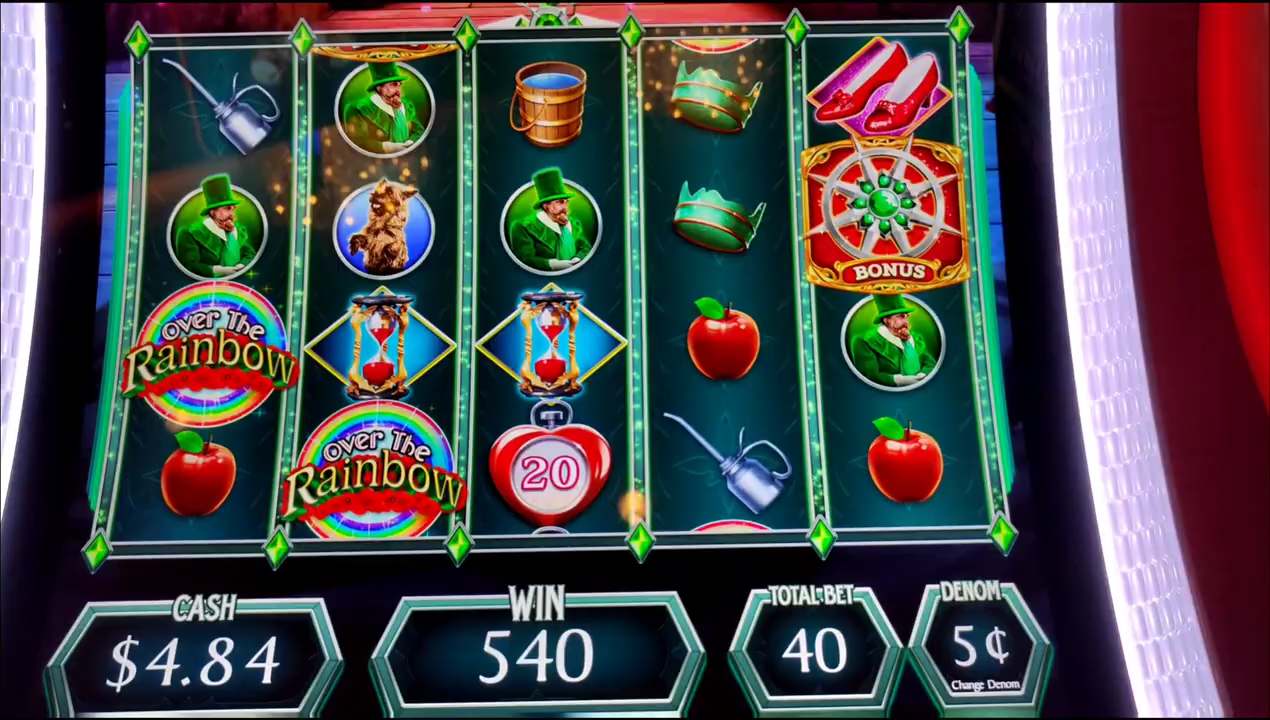 BONUS
Over The
Rainbow
Over The
Rainbow
20
CASH
$4.84
WIN
540
TOTAL BET
40
DENOM
5¢
Change Denom